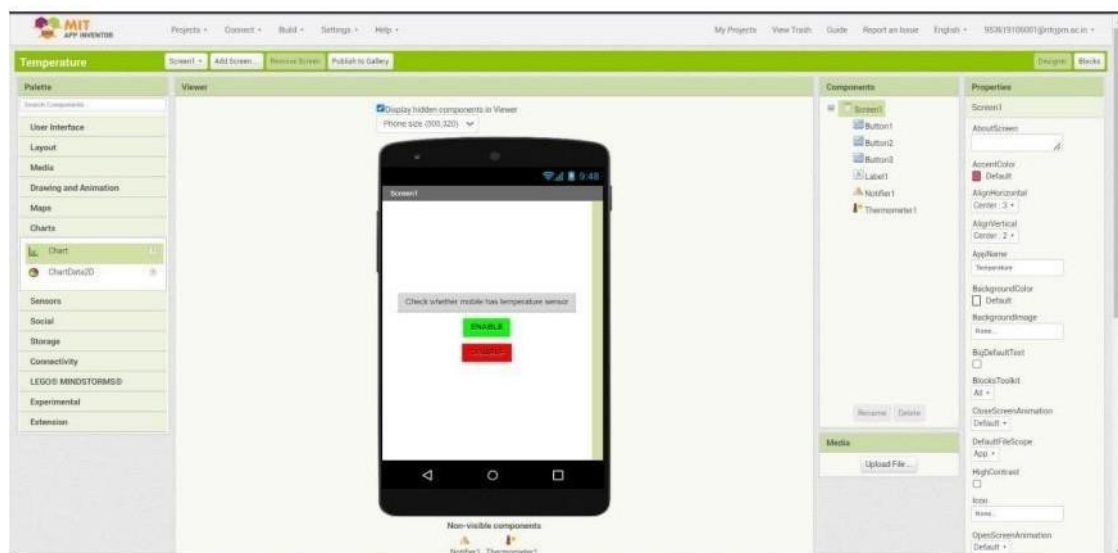 MIT
APP INVENTOR
Projects
Connect
Build
Settings
Help
My Projects
View Trash
Guide
Report an Issue
English
Temperature
Screen1
Add Screen...
Remove Screen
Publish to Gallery
Designer
Blocks
Palette
Search Components...
User Interface
Layout
Media
Drawing and Animation
Maps
Charts
Chart
ChartData2D
Sensors
Social
Storage
Connectivity
LEGO® MINDSTORMS®
Experimental
Extension
Viewer
Display hidden components in Viewer
Phone size (505,320)
9:48
Screen1
Check whether mobile has temperature sensor
ENABLE
Non-visible components
Notifier1
Thermometer1
Components
Screen1
Button1
Button2
Button3
Label1
Notifier1
Thermometer1
Rename
Delete
Media
Upload File ...
Properties
Screen1
AboutScreen
AccentColor
Default
AlignHorizontal
Center : 3
AlignVertical
Center : 2
AppName
Temperature
BackgroundColor
Default
BackgroundImage
None...
BigDefaultText
BlocksToolkit
All
CloseScreenAnimation
Default
DefaultFileScope
App
HighContrast
Icon
None...
OpenScreenAnimation
Default